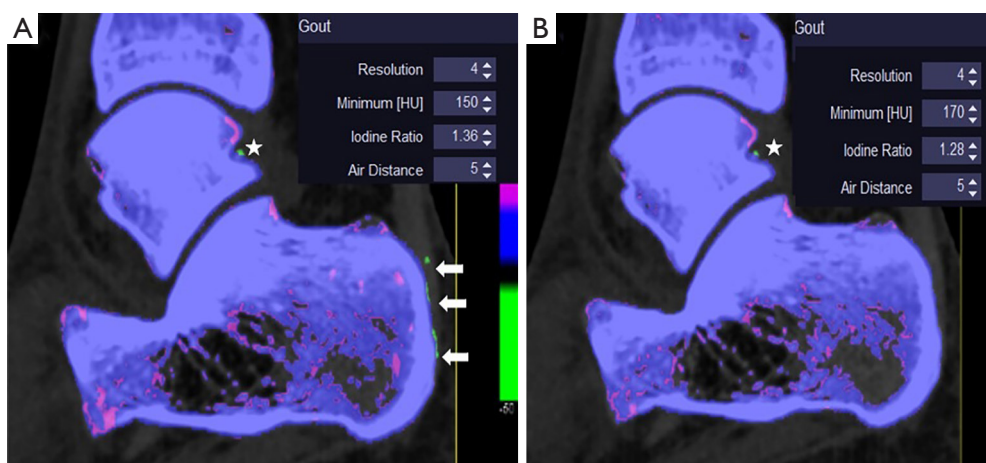 A
Gout
Resolution 4
Minimum [HU] 150
Iodine Ratio 1.36
Air Distance 5
-50
B
Gout
Resolution 4
Minimum [HU] 170
Iodine Ratio 1.28
Air Distance 5